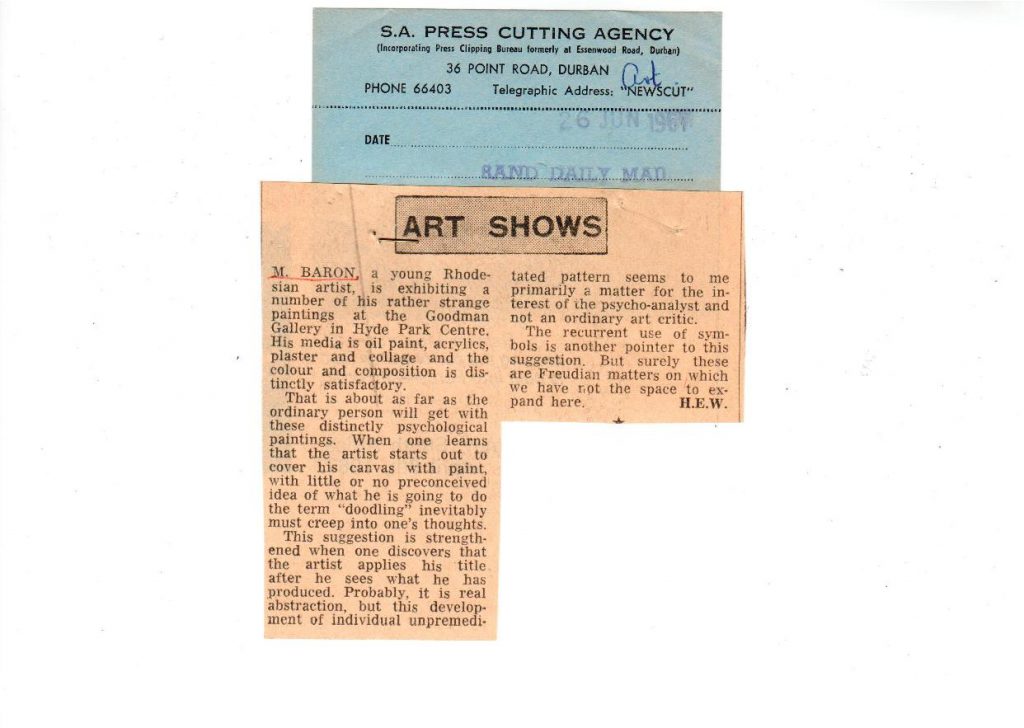 S.A. PRESS CUTTING AGENCY
(Incorporating Press Clipping Bureau formerly at Essenwood Road, Durban)
36 POINT ROAD, DURBAN
Art
PHONE 66403 Telegraphic Address: "NEWSCUT"
26 JUN 1967
DATE
RAND DAILY MAIL
ART SHOWS
M. BARON, a young Rhode-
sian artist, is exhibiting a
number of his rather strange
paintings at the Goodman
Gallery in Hyde Park Centre.
His media is oil paint, acrylics,
plaster and collage and the
colour and composition is dis-
tinctly satisfactory.
That is about as far as the
ordinary person will get with
these distinctly psychological
paintings. When one learns
that the artist starts out to
cover his canvas with paint,
with little or no preconceived
idea of what he is going to do
the term "doodling" inevitably
must creep into one's thoughts.
This suggestion is strength-
ened when one discovers that
the artist applies his title
after he sees what he has
produced. Probably, it is real
abstraction, but this develop-
ment of individual unpremedi-
tated pattern seems to me
primarily a matter for the in-
terest of the psycho-analyst and
not an ordinary art critic.
The recurrent use of sym-
bols is another pointer to this
suggestion. But surely these
are Freudian matters on which
we have not the space to ex-
pand here. H.E.W.